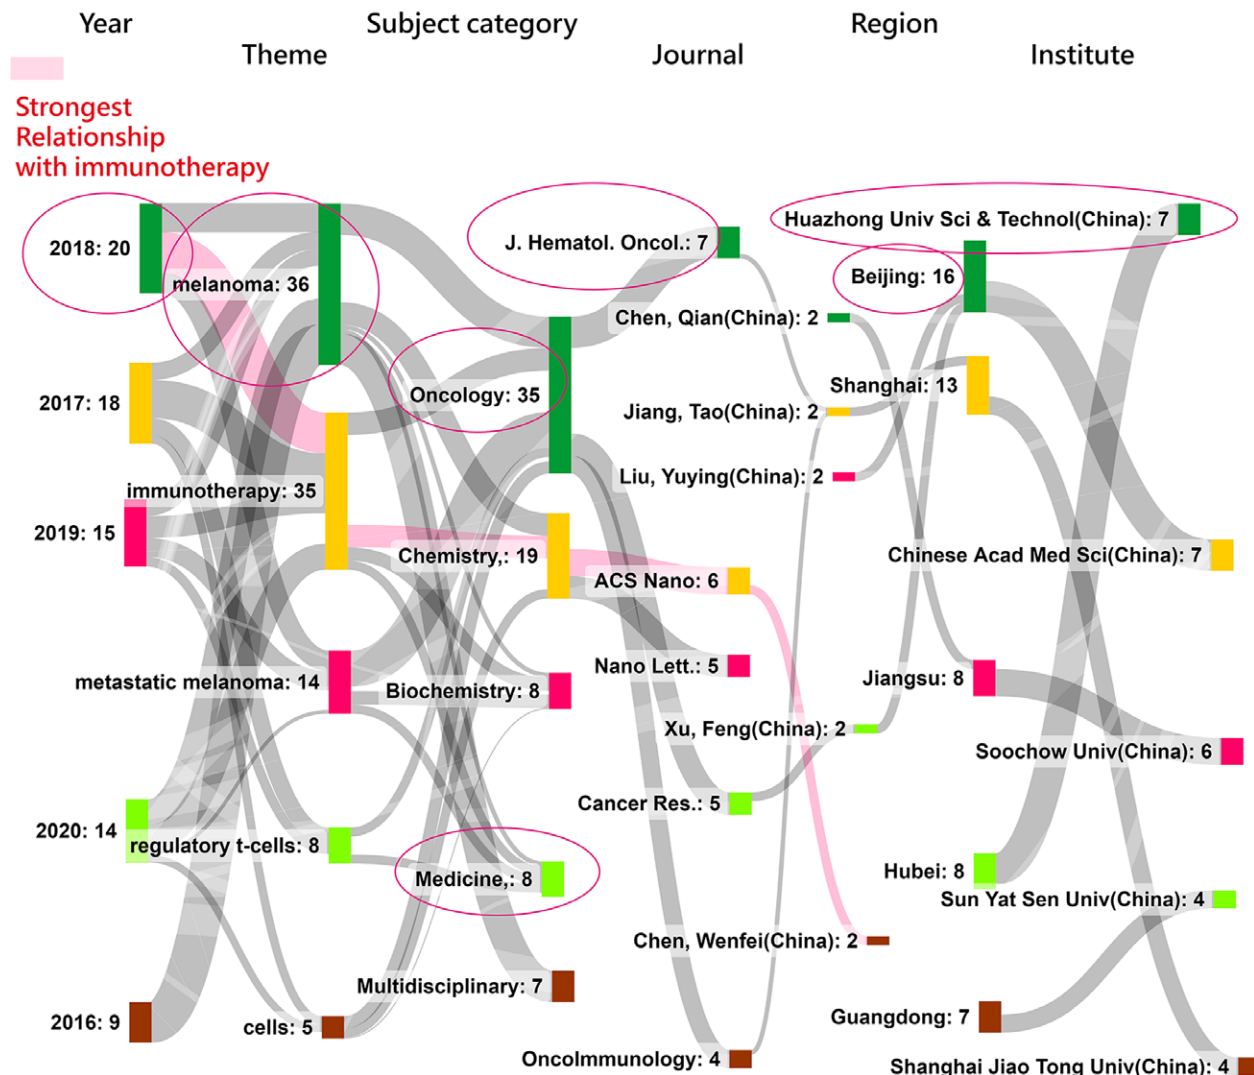 Year
Subject category
Region
Theme
Journal
Institute
Strongest
Relationship
with immunotherapy
2018: 20
melanoma: 36
J. Hematol. Oncol.: 7
Huazhong Univ Sci & Technol(China): 7
Beijing: 16
Chen, Qian(China): 2
2017: 18
Oncology: 35
Shanghai: 13
Jiang, Tao(China): 2
immunotherapy: 35
Liu, Yuying(China): 2
2019: 15
Chemistry,: 19
ACS Nano: 6
Chinese Acad Med Sci(China): 7
metastatic melanoma: 14
Biochemistry: 8
Nano Lett.: 5
Jiangsu: 8
Xu, Feng(China): 2
Soochow Univ(China): 6
Cancer Res.: 5
2020: 14
regulatory t-cells: 8
Medicine,: 8
Hubei: 8
Sun Yat Sen Univ(China): 4
Chen, Wenfei(China): 2
Multidisciplinary: 7
2016: 9
cells: 5
Guangdong: 7
OncoImmunology: 4
Shanghai Jiao Tong Univ(China): 4